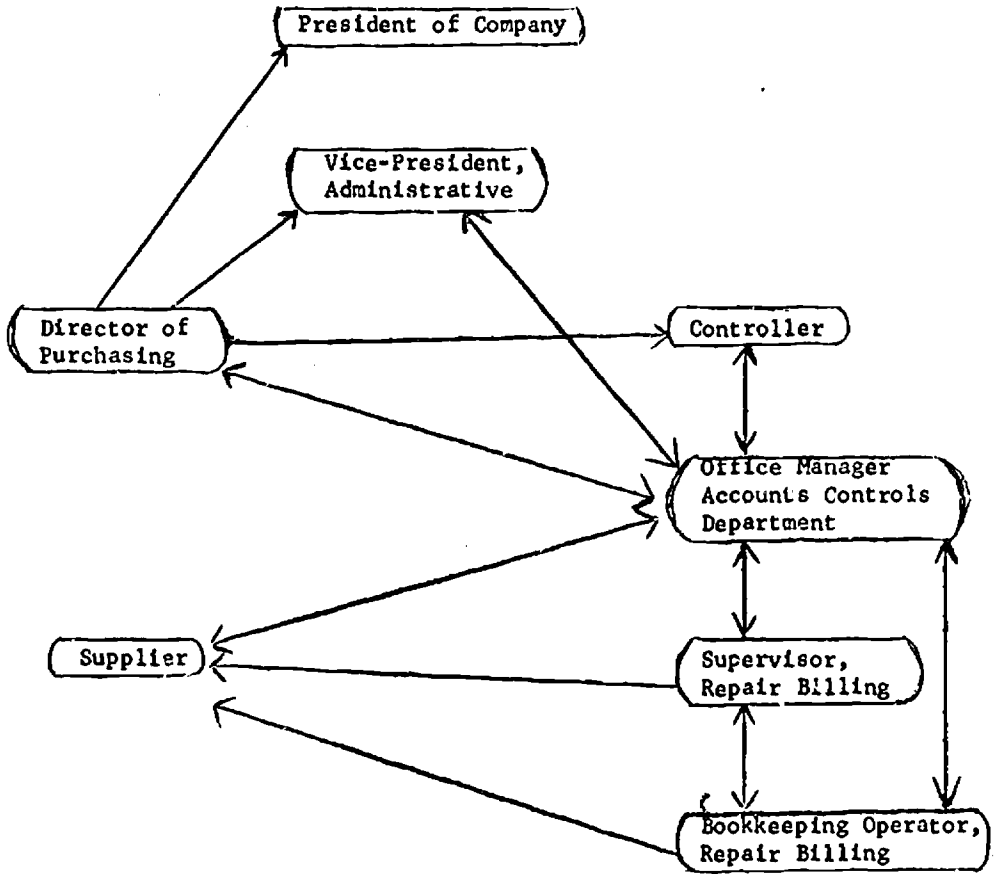 President of Company
Vice-President,
Administrative
Director of
Purchasing
Controller
Office Manager
Accounts Controls
Department
Supplier
Supervisor,
Repair Billing
Bookkeeping Operator,
Repair Billing